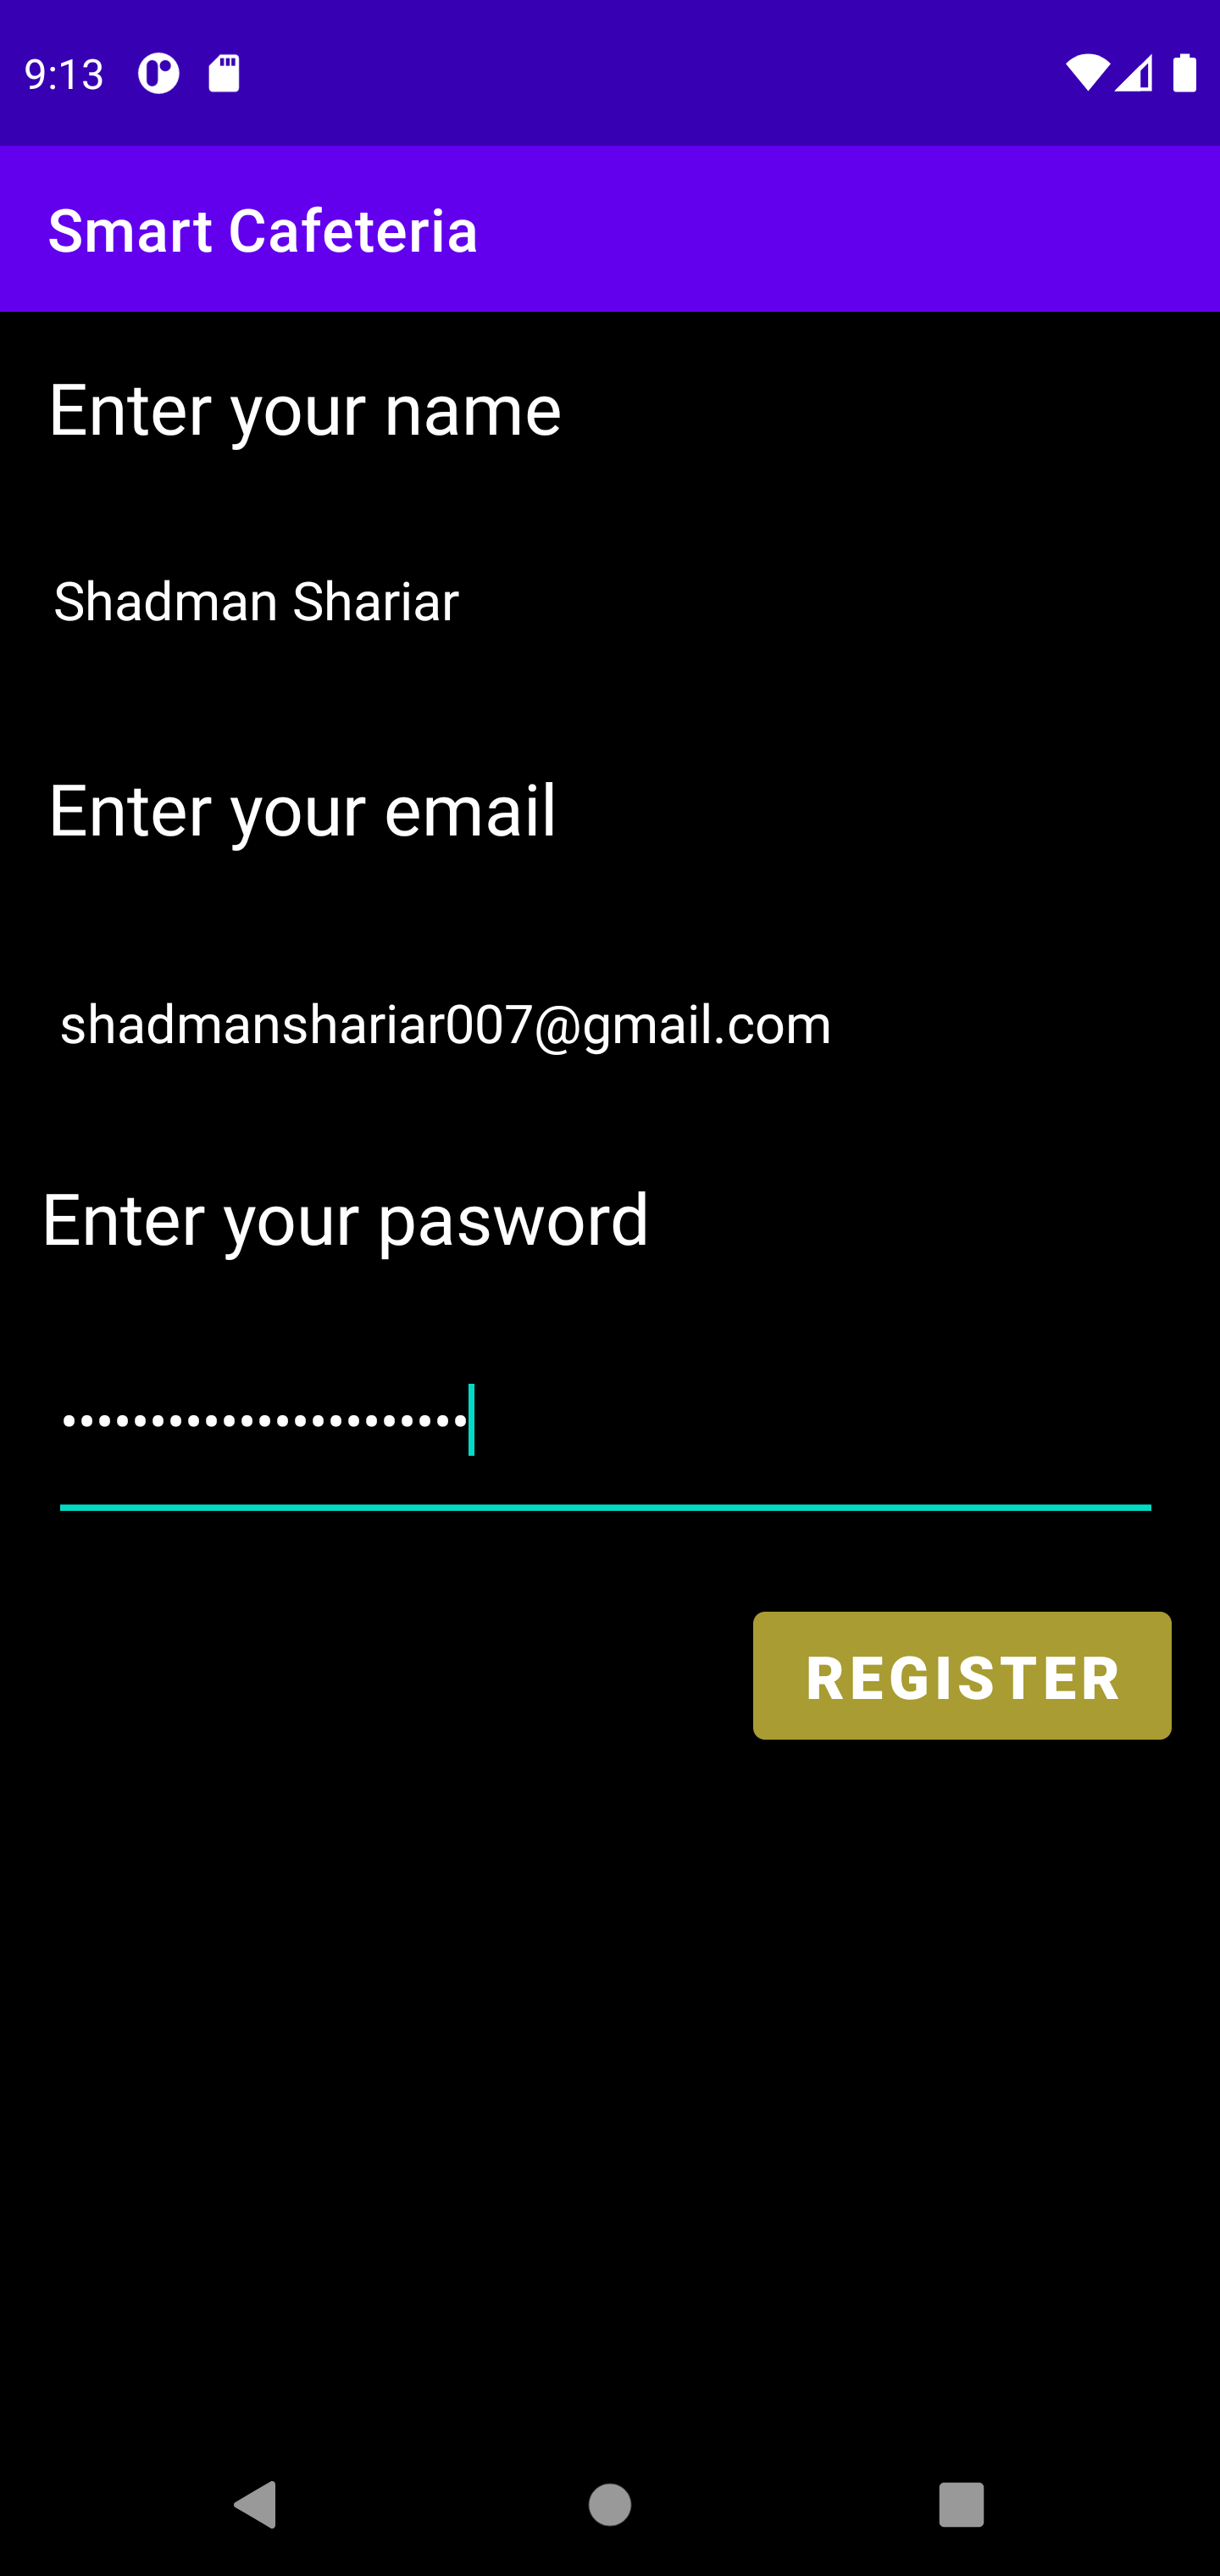 9:13
Smart Cafeteria
Enter your name
Shadman Shariar
Enter your email
shadmanshariar007@gmail.com
Enter your pasword
•••••••••••••••••••••••
REGISTER